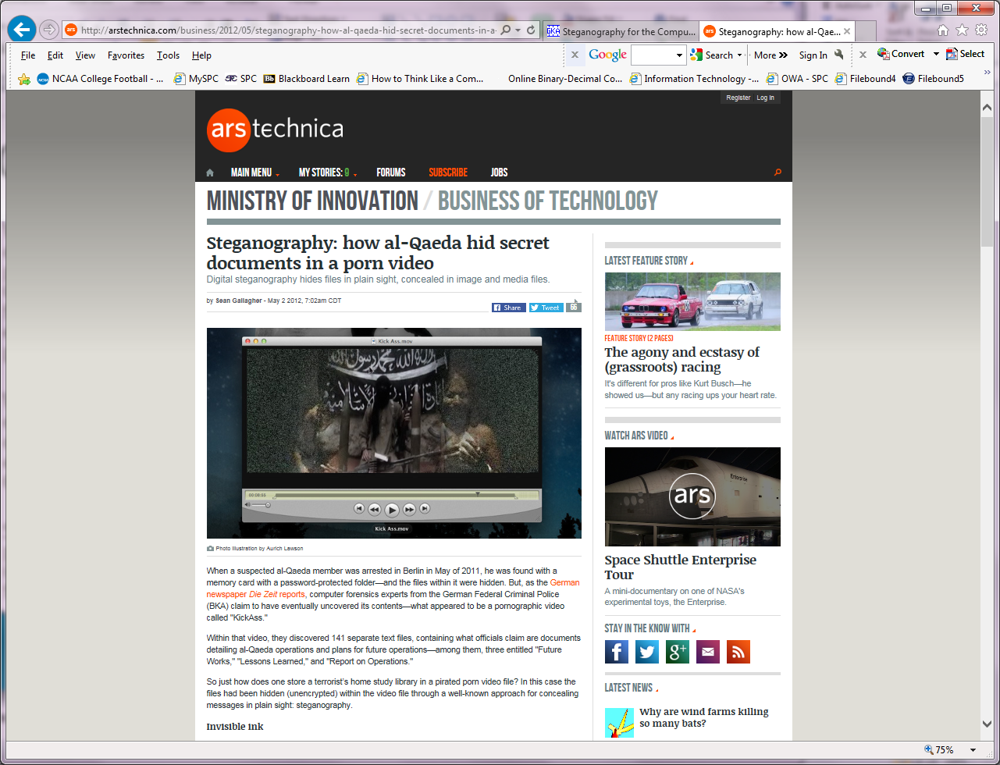 http://arstechnica.com/business/2012/05/steganography-how-al-qaeda-hid-secret-documents-in-a-
GKA Steganography for the Compu...
ars Steganography: how al-Qae...
File Edit View Favorites Tools Help
Google Search More Sign In Convert Select
NCAA College Football - ... MySPC SPC Bb Blackboard Learn How to Think Like a Com... Online Binary-Decimal Co... Information Technology -... OWA - SPC Filebound4 Filebound5
Register Log In
ars technica
MAIN MENU MY STORIES: 9 FORUMS SUBSCRIBE JOBS
MINISTRY OF INNOVATION / BUSINESS OF TECHNOLOGY
Steganography: how al-Qaeda hid secret
documents in a porn video
Digital steganography hides files in plain sight, concealed in image and media files.
by Sean Gallagher - May 2 2012, 7:02am CDT
Share Tweet 66
Kick Ass.mov
Kick Ass.mov
Photo illustration by Aurich Lawson
When a suspected al-Qaeda member was arrested in Berlin in May of 2011, he was found with a
memory card with a password-protected folder—and the files within it were hidden. But, as the German
newspaper Die Zeit reports, computer forensics experts from the German Federal Criminal Police
(BKA) claim to have eventually uncovered its contents—what appeared to be a pornographic video
called "KickAss."
Within that video, they discovered 141 separate text files, containing what officials claim are documents
detailing al-Qaeda operations and plans for future operations—among them, three entitled "Future
Works," "Lessons Learned," and "Report on Operations."
So just how does one store a terrorist's home study library in a pirated porn video file? In this case the
files had been hidden (unencrypted) within the video file through a well-known approach for concealing
messages in plain sight: steganography.
Invisible ink
LATEST FEATURE STORY
FEATURE STORY (2 PAGES)
The agony and ecstasy of
(grassroots) racing
It's different for pros like Kurt Busch—he
showed us—but any racing ups your heart rate.
WATCH ARS VIDEO
Enterprise
ars
Space Shuttle Enterprise
Tour
A mini-documentary on one of NASA's
experimental toys, the Enterprise.
STAY IN THE KNOW WITH
LATEST NEWS
Why are wind farms killing
so many bats?
75%